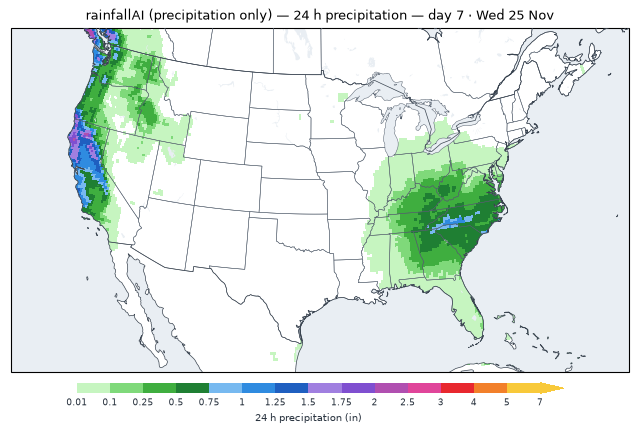 rainfallAI (precipitation only) — 24 h precipitation — day 7 · Wed 25 Nov
0.01 0.1 0.25 0.5 0.75 1 1.25 1.5 1.75 2 2.5 3 4 5 7
24 h precipitation (in)